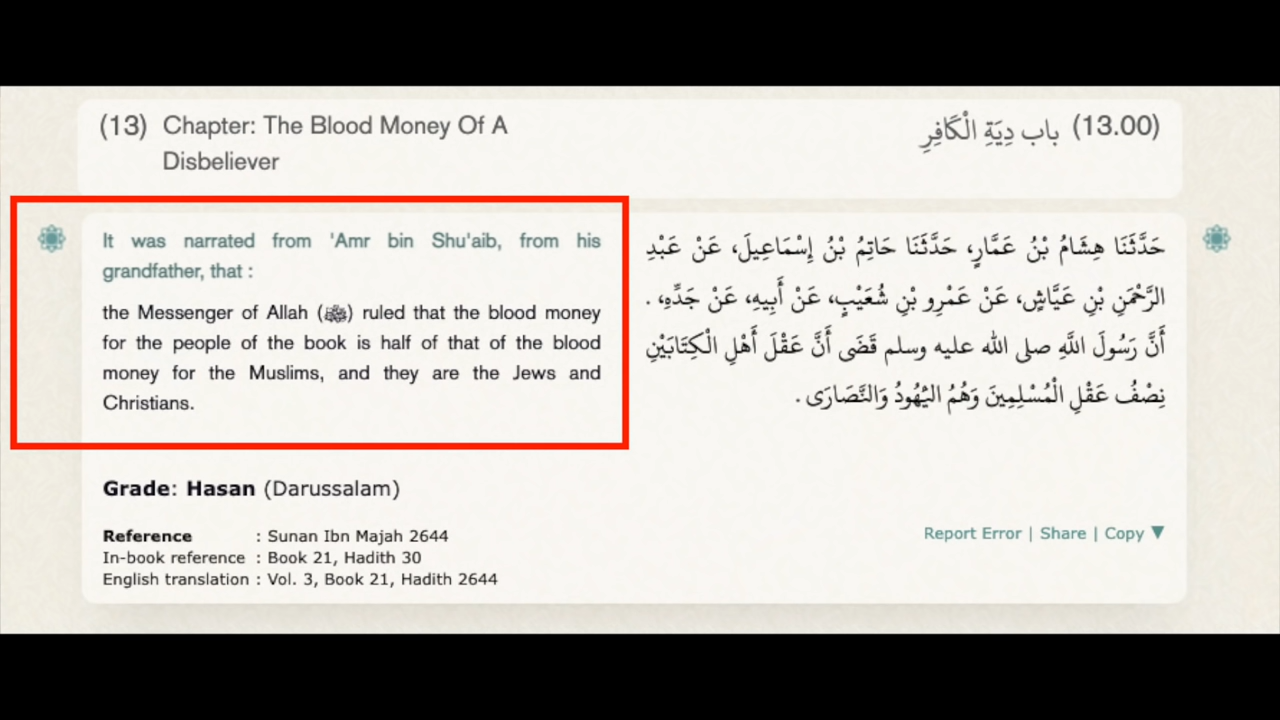 (13) Chapter: The Blood Money Of A
Disbeliever
(13.00) باب دِيَةِ الْكَافِرِ
It was narrated from 'Amr bin Shu'aib, from his
grandfather, that :
the Messenger of Allah (ﷺ) ruled that the blood money
for the people of the book is half of that of the blood
money for the Muslims, and they are the Jews and
Christians.
حَدَّثَنَا هِشَامُ بْنُ عَمَّارٍ، حَدَّثَنَا حَاتِمُ بْنُ إِسْمَاعِيلَ، عَنْ عَبْدِ
الرَّحْمَنِ بْنِ عَيَّاشٍ، عَنْ عَمْرِو بْنِ شُعَيْبٍ، عَنْ أَبِيهِ، عَنْ جَدِّهِ، .
أَنَّ رَسُولَ اللَّهِ صلى الله عليه وسلم قَضَى أَنَّ عَقْلَ أَهْلِ الْكِتَابَيْنِ
نِصْفُ عَقْلِ الْمُسْلِمِينَ وَهُمُ الْيَهُودُ وَالنَّصَارَى .
Grade: Hasan (Darussalam)
Reference : Sunan Ibn Majah 2644
In-book reference : Book 21, Hadith 30
English translation : Vol. 3, Book 21, Hadith 2644
Report Error | Share | Copy ▼